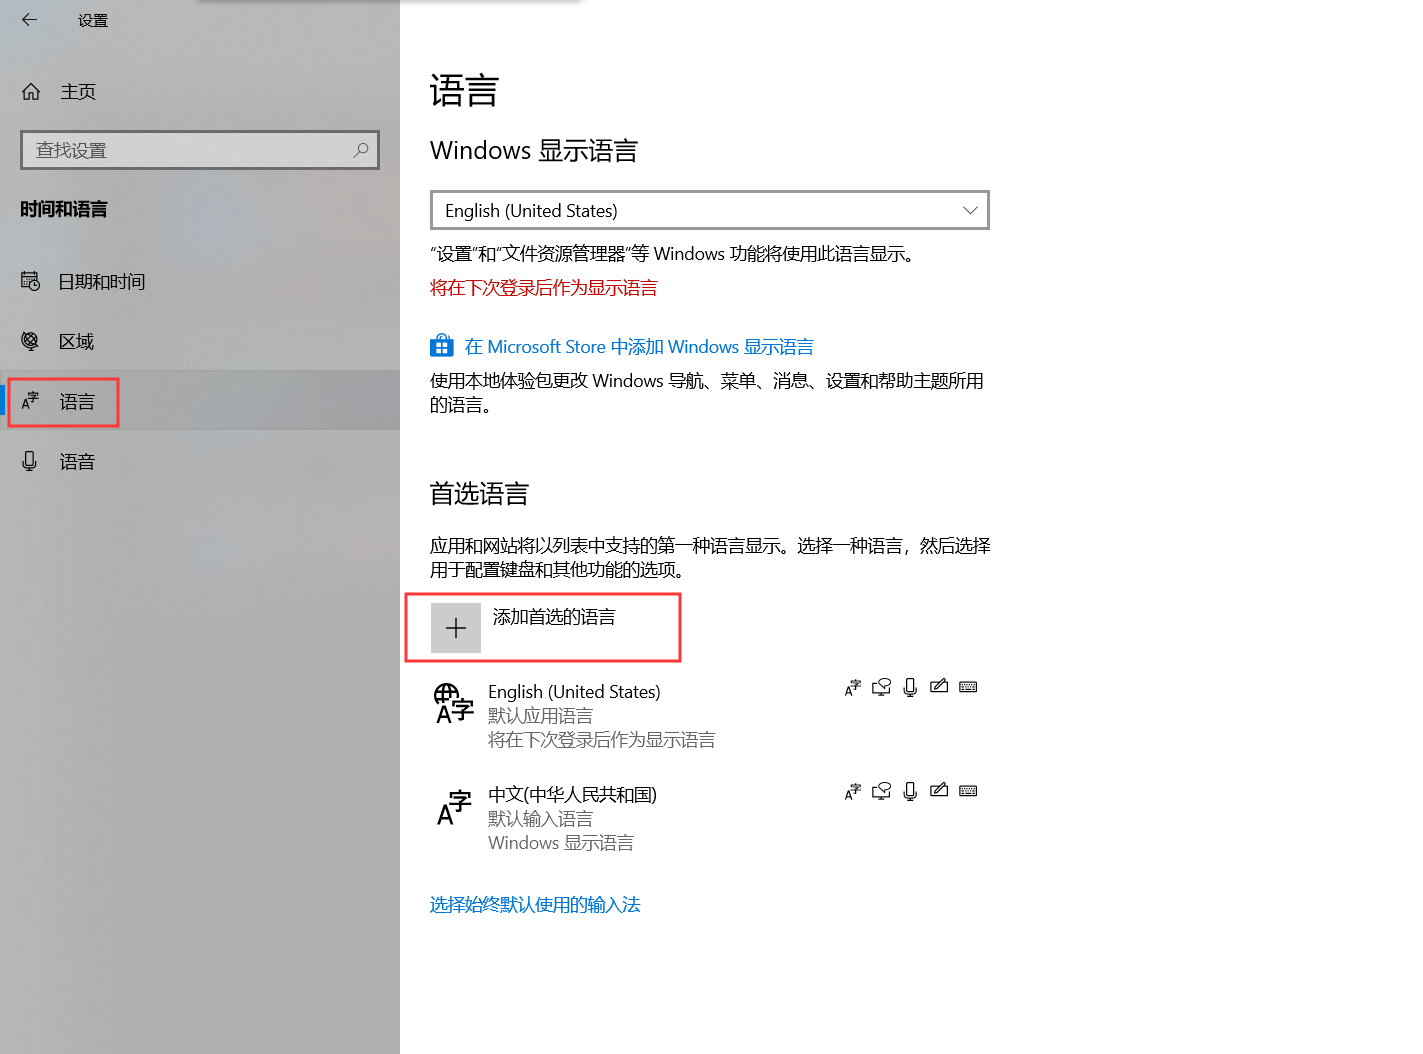 设置
主页
查找设置
时间和语言
日期和时间
区域
语言
语音
语言
Windows 显示语言
English (United States)
“设置”和“文件资源管理器”等 Windows 功能将使用此语言显示。
将在下次登录后作为显示语言
在 Microsoft Store 中添加 Windows 显示语言
使用本地体验包更改 Windows 导航、菜单、消息、设置和帮助主题所用
的语言。
首选语言
应用和网站将以列表中支持的第一种语言显示。选择一种语言，然后选择
用于配置键盘和其他功能的选项。
添加首选的语言
English (United States)
默认应用语言
将在下次登录后作为显示语言
中文(中华人民共和国)
默认输入语言
Windows 显示语言
选择始终默认使用的输入法